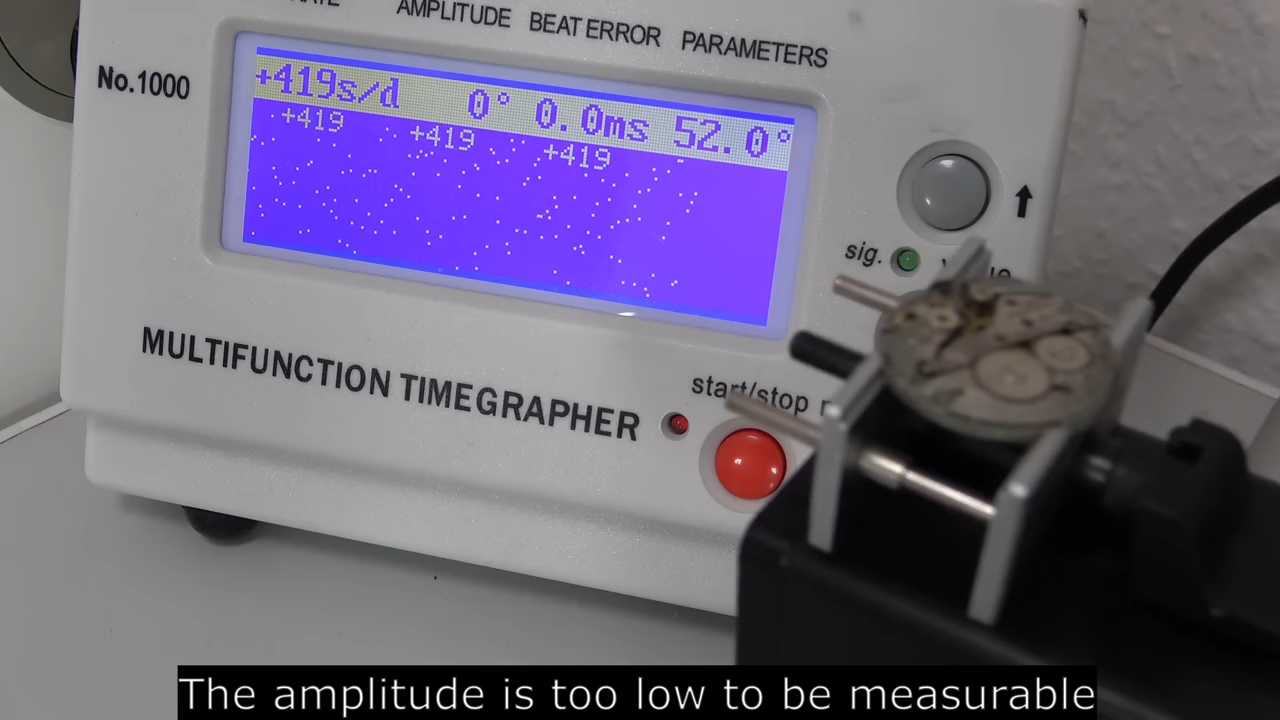 AMPLITUDE BEAT ERROR PARAMETERS
No.1000
+419s/d 0° 0.0ms 52.0°
+419 +419 +419
sig.
MULTIFUNCTION TIMEGRAPHER
start/stop
The amplitude is too low to be measurable